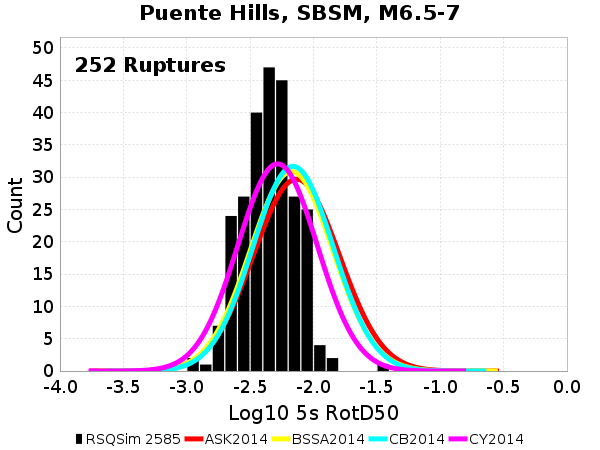 Puente Hills, SBSM, M6.5-7
252 Ruptures
50
45
40
35
30
25
20
15
10
5
0
Count
-4.0 -3.5 -3.0 -2.5 -2.0 -1.5 -1.0 -0.5 0.0
Log10 5s RotD50
RSQSim 2585 ASK2014 BSSA2014 CB2014 CY2014